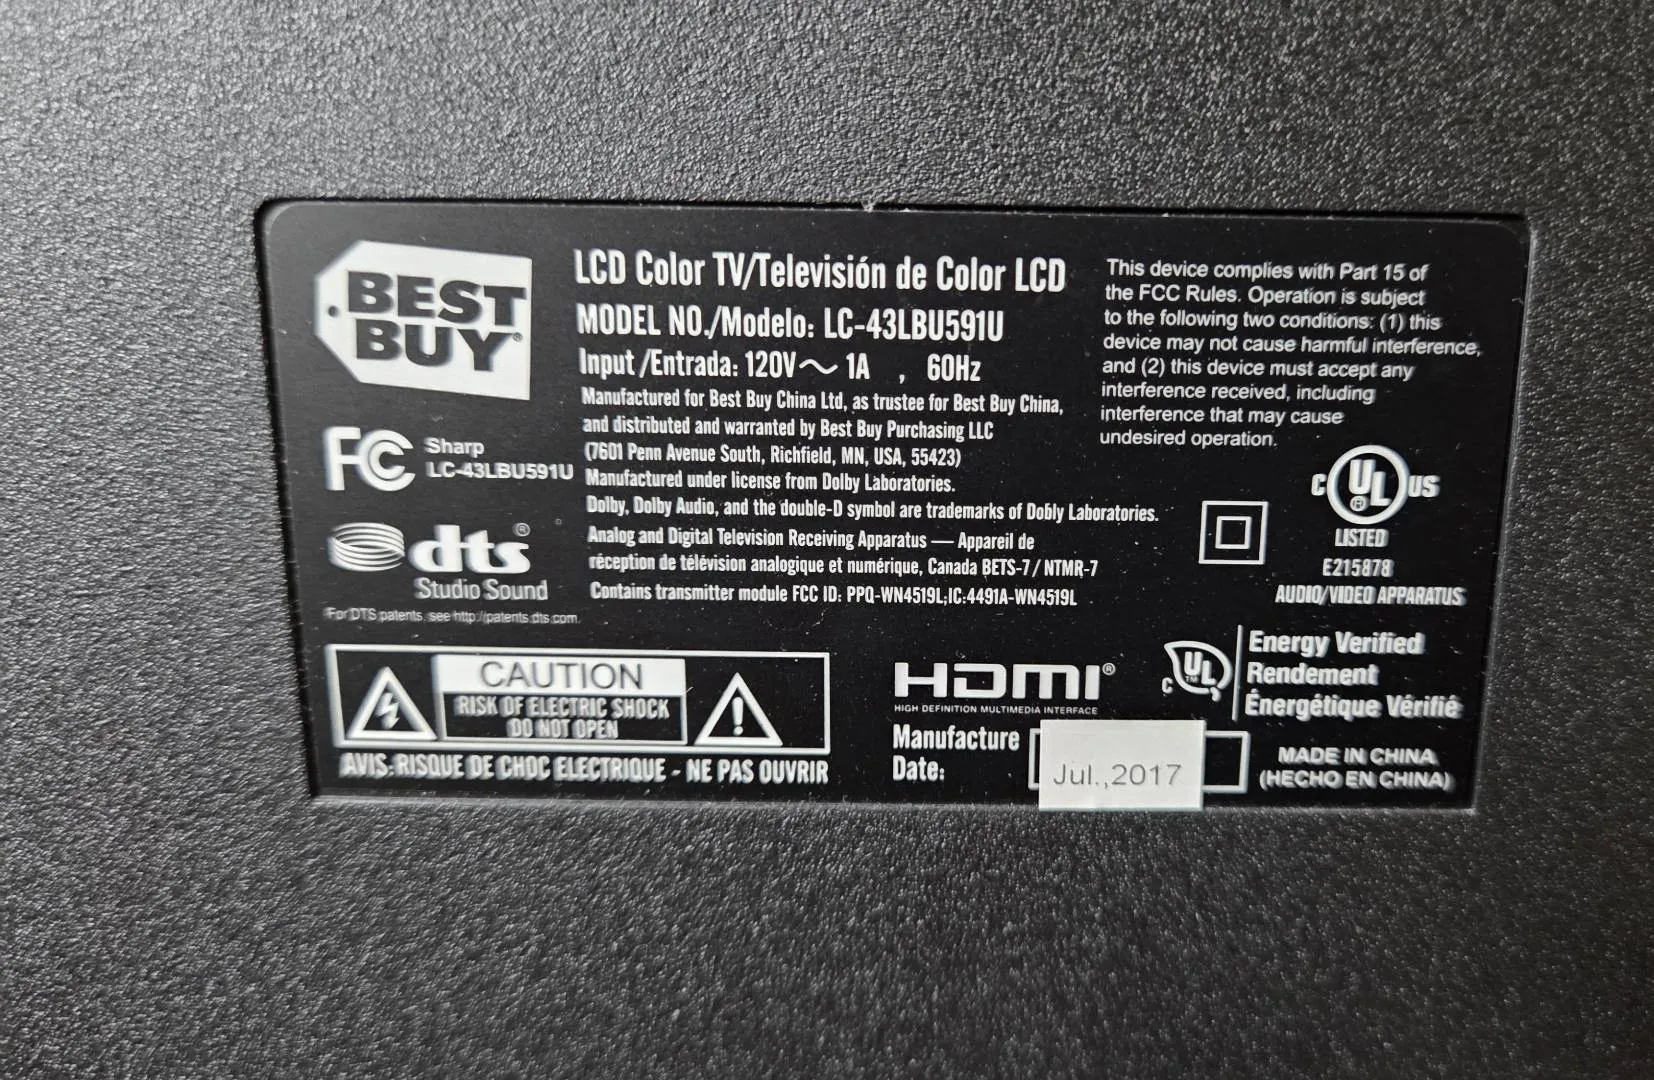 BEST
BUY®
LCD Color TV/Televisión de Color LCD
MODEL NO./Modelo: LC-43LBU591U
Input/Entrada: 120V～ 1A , 60Hz
Manufactured for Best Buy China Ltd, as trustee for Best Buy China,
and distributed and warranted by Best Buy Purchasing LLC
(7601 Penn Avenue South, Richfield, MN, USA, 55423)
Manufactured under license from Dolby Laboratories.
Dolby, Dolby Audio, and the double-D symbol are trademarks of Dobly Laboratories.
Analog and Digital Television Receiving Apparatus — Appareil de
réception de télévision analogique et numérique, Canada BETS-7 / NTMR-7
Contains transmitter module FCC ID: PPQ-WN4519L;IC:4491A-WN4519L
This device complies with Part 15 of
the FCC Rules. Operation is subject
to the following two conditions: (1) this
device may not cause harmful interference,
and (2) this device must accept any
interference received, including
interference that may cause
undesired operation.
FC Sharp
LC-43LBU591U
dts®
Studio Sound
For DTS patents, see http://patents.dts.com.
C UL® US
LISTED
E215878
AUDIO/VIDEO APPARATUS
CAUTION
RISK OF ELECTRIC SHOCK
DO NOT OPEN
AVIS: RISQUE DE CHOC ELECTRIQUE - NE PAS OUVRIR
HDMI®
HIGH DEFINITION MULTIMEDIA INTERFACE
c UL™
Energy Verified
Rendement
Énergétique Vérifié
Manufacture
Date:
Jul.,2017
MADE IN CHINA
(HECHO EN CHINA)